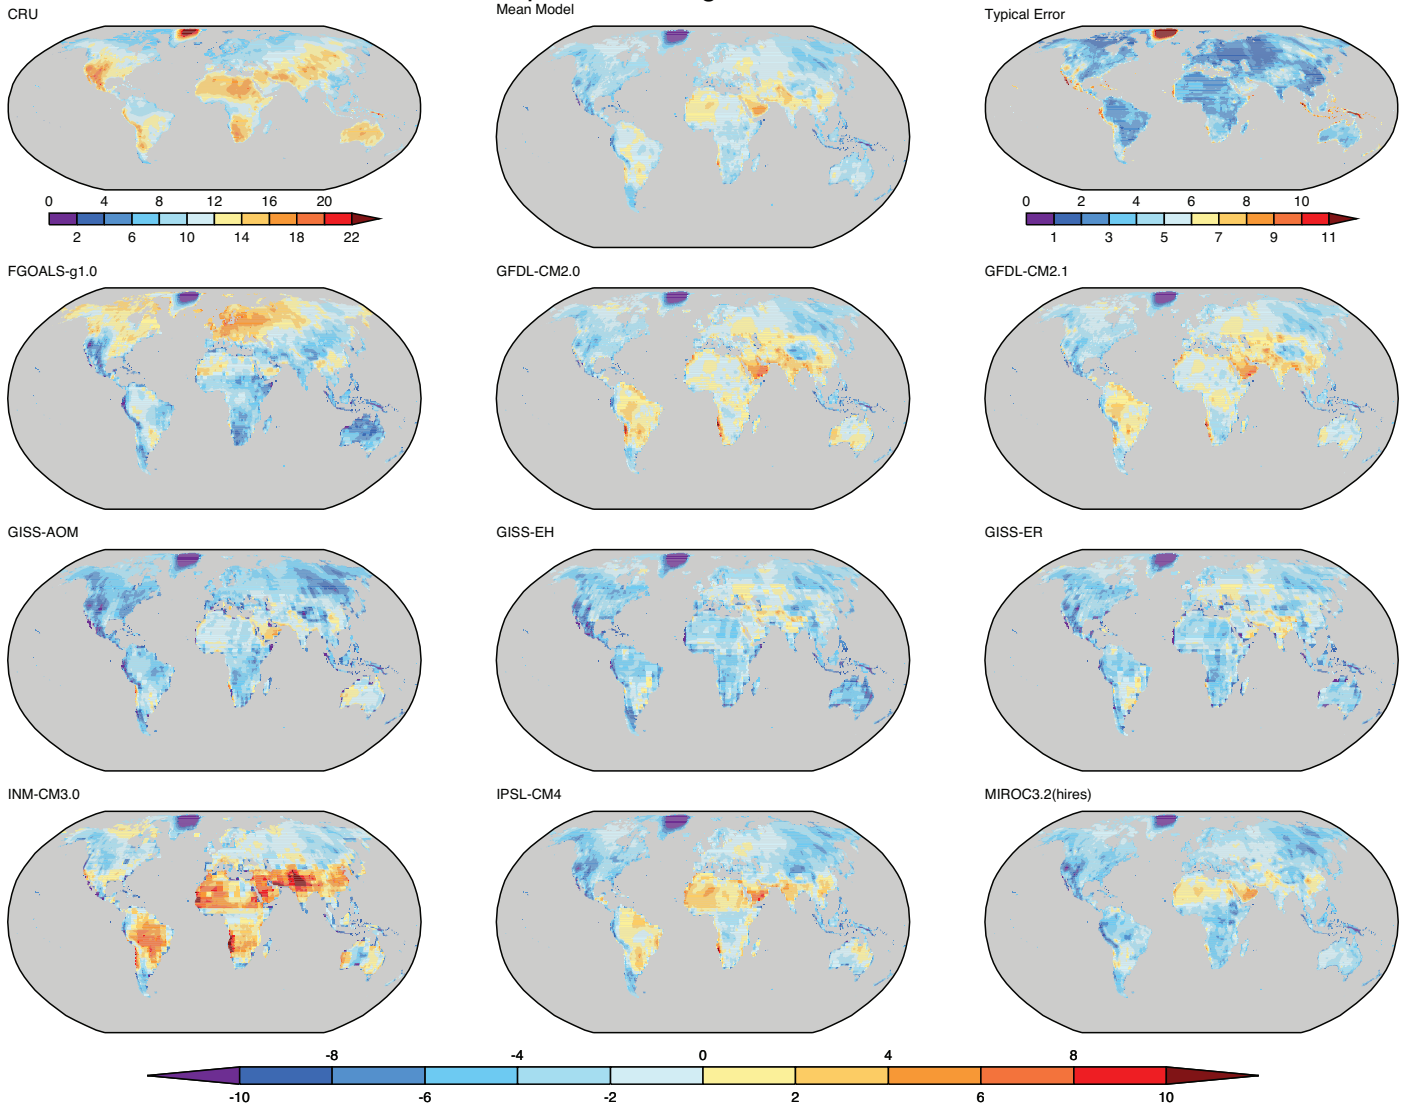 CRU
Mean Model
Typical Error
0 4 8 12 16 20
2 6 10 14 18 22
0 2 4 6 8 10
1 3 5 7 9 11
FGOALS-g1.0
GFDL-CM2.0
GFDL-CM2.1
GISS-AOM
GISS-EH
GISS-ER
INM-CM3.0
IPSL-CM4
MIROC3.2(hires)
-8 -4 0 4 8
-10 -6 -2 2 6 10